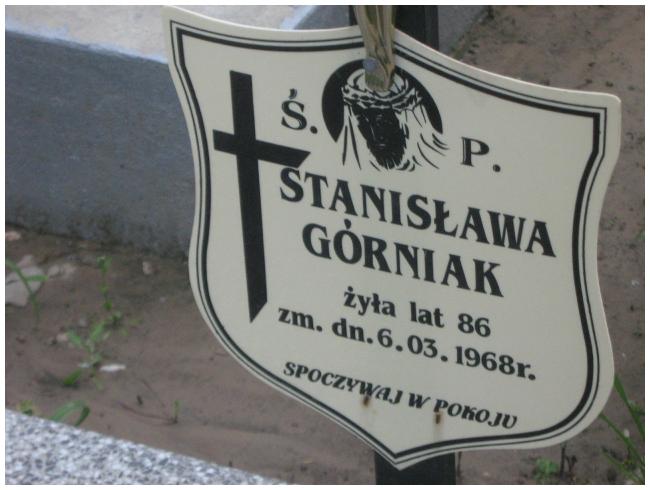 Ś. P.
STANISŁAWA
GÓRNIAK
żyła lat 86
zm. dn. 6.03.1968r.
SPOCZYWAJ W POKOJU